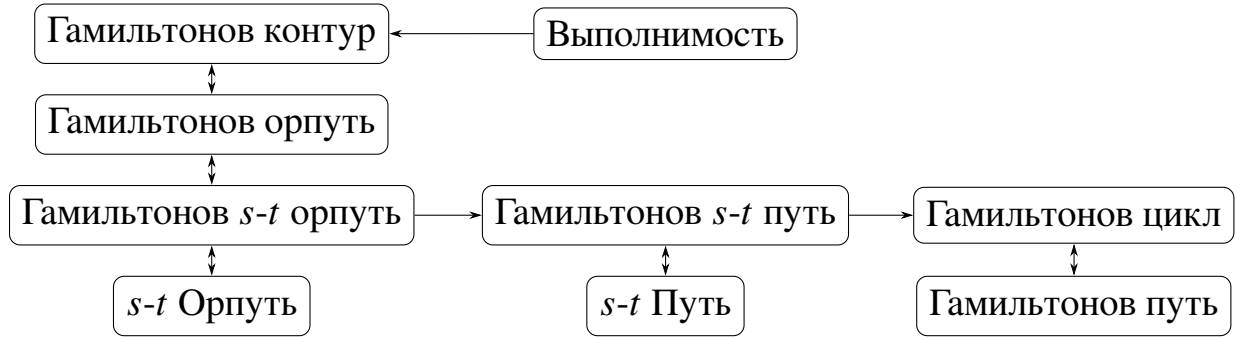 Гамильтонов контур
Выполнимость
Гамильтонов орпуть
Гамильтонов s-t орпуть
Гамильтонов s-t путь
Гамильтонов цикл
s-t Орпуть
s-t Путь
Гамильтонов путь